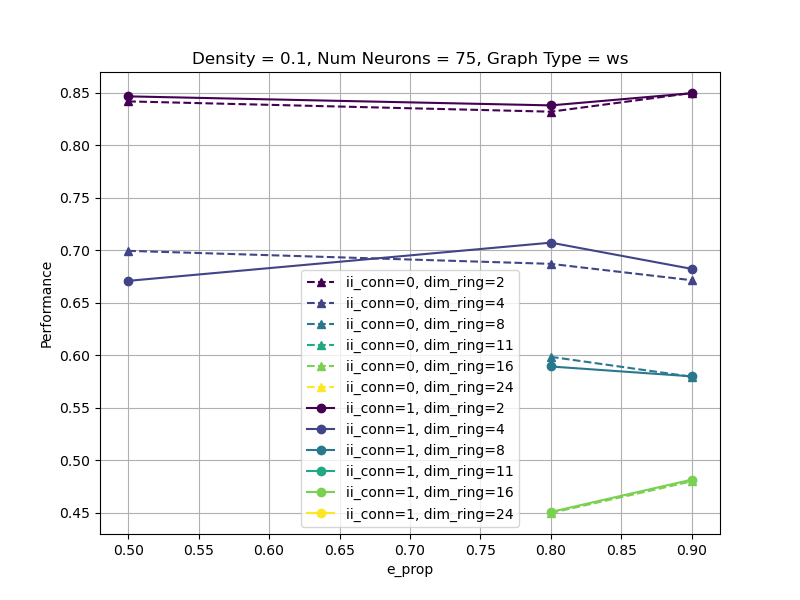 Density = 0.1, Num Neurons = 75, Graph Type = ws
Performance
0.85
0.80
0.75
0.70
0.65
0.60
0.55
0.50
0.45
ii_conn=0, dim_ring=2
ii_conn=0, dim_ring=4
ii_conn=0, dim_ring=8
ii_conn=0, dim_ring=11
ii_conn=0, dim_ring=16
ii_conn=0, dim_ring=24
ii_conn=1, dim_ring=2
ii_conn=1, dim_ring=4
ii_conn=1, dim_ring=8
ii_conn=1, dim_ring=11
ii_conn=1, dim_ring=16
ii_conn=1, dim_ring=24
0.50 0.55 0.60 0.65 0.70 0.75 0.80 0.85 0.90
e_prop